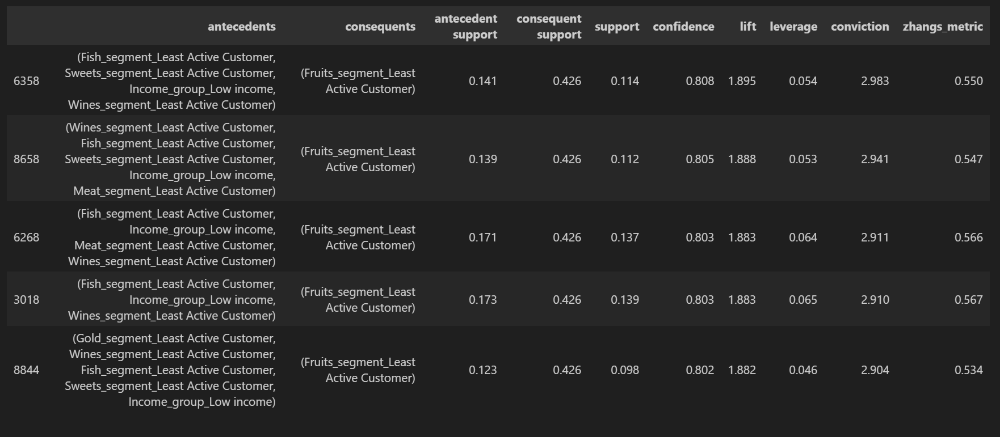 antecedents consequents antecedent support consequent support support confidence lift leverage conviction zhangs_metric
(Fish_segment_Least Active Customer,
Sweets_segment_Least Active Customer,
Income_group_Low income,
Wines_segment_Least Active Customer)
6358 (Fruits_segment_Least
Active Customer) 0.141 0.426 0.114 0.808 1.895 0.054 2.983 0.550
(Wines_segment_Least Active Customer,
Fish_segment_Least Active Customer,
Sweets_segment_Least Active Customer,
Income_group_Low income,
Meat_segment_Least Active Customer)
8658 (Fruits_segment_Least
Active Customer) 0.139 0.426 0.112 0.805 1.888 0.053 2.941 0.547
(Fish_segment_Least Active Customer,
Income_group_Low income,
Meat_segment_Least Active Customer,
Wines_segment_Least Active Customer)
6268 (Fruits_segment_Least
Active Customer) 0.171 0.426 0.137 0.803 1.883 0.064 2.911 0.566
(Fish_segment_Least Active Customer,
Income_group_Low income,
Wines_segment_Least Active Customer)
3018 (Fruits_segment_Least
Active Customer) 0.173 0.426 0.139 0.803 1.883 0.065 2.910 0.567
(Gold_segment_Least Active Customer,
Wines_segment_Least Active Customer,
Fish_segment_Least Active Customer,
Sweets_segment_Least Active Customer,
Income_group_Low income)
8844 (Fruits_segment_Least
Active Customer) 0.123 0.426 0.098 0.802 1.882 0.046 2.904 0.534